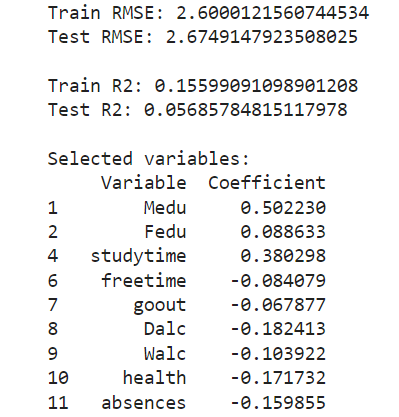 Train RMSE: 2.6000121560744534
Test RMSE: 2.6749147923508025
Train R2: 0.15599091098901208
Test R2: 0.05685784815117978
Selected variables:
Variable Coefficient
1 Medu 0.502230
2 Fedu 0.088633
4 studytime 0.380298
6 freetime -0.084079
7 goout -0.067877
8 Dalc -0.182413
9 Walc -0.103922
10 health -0.171732
11 absences -0.159855